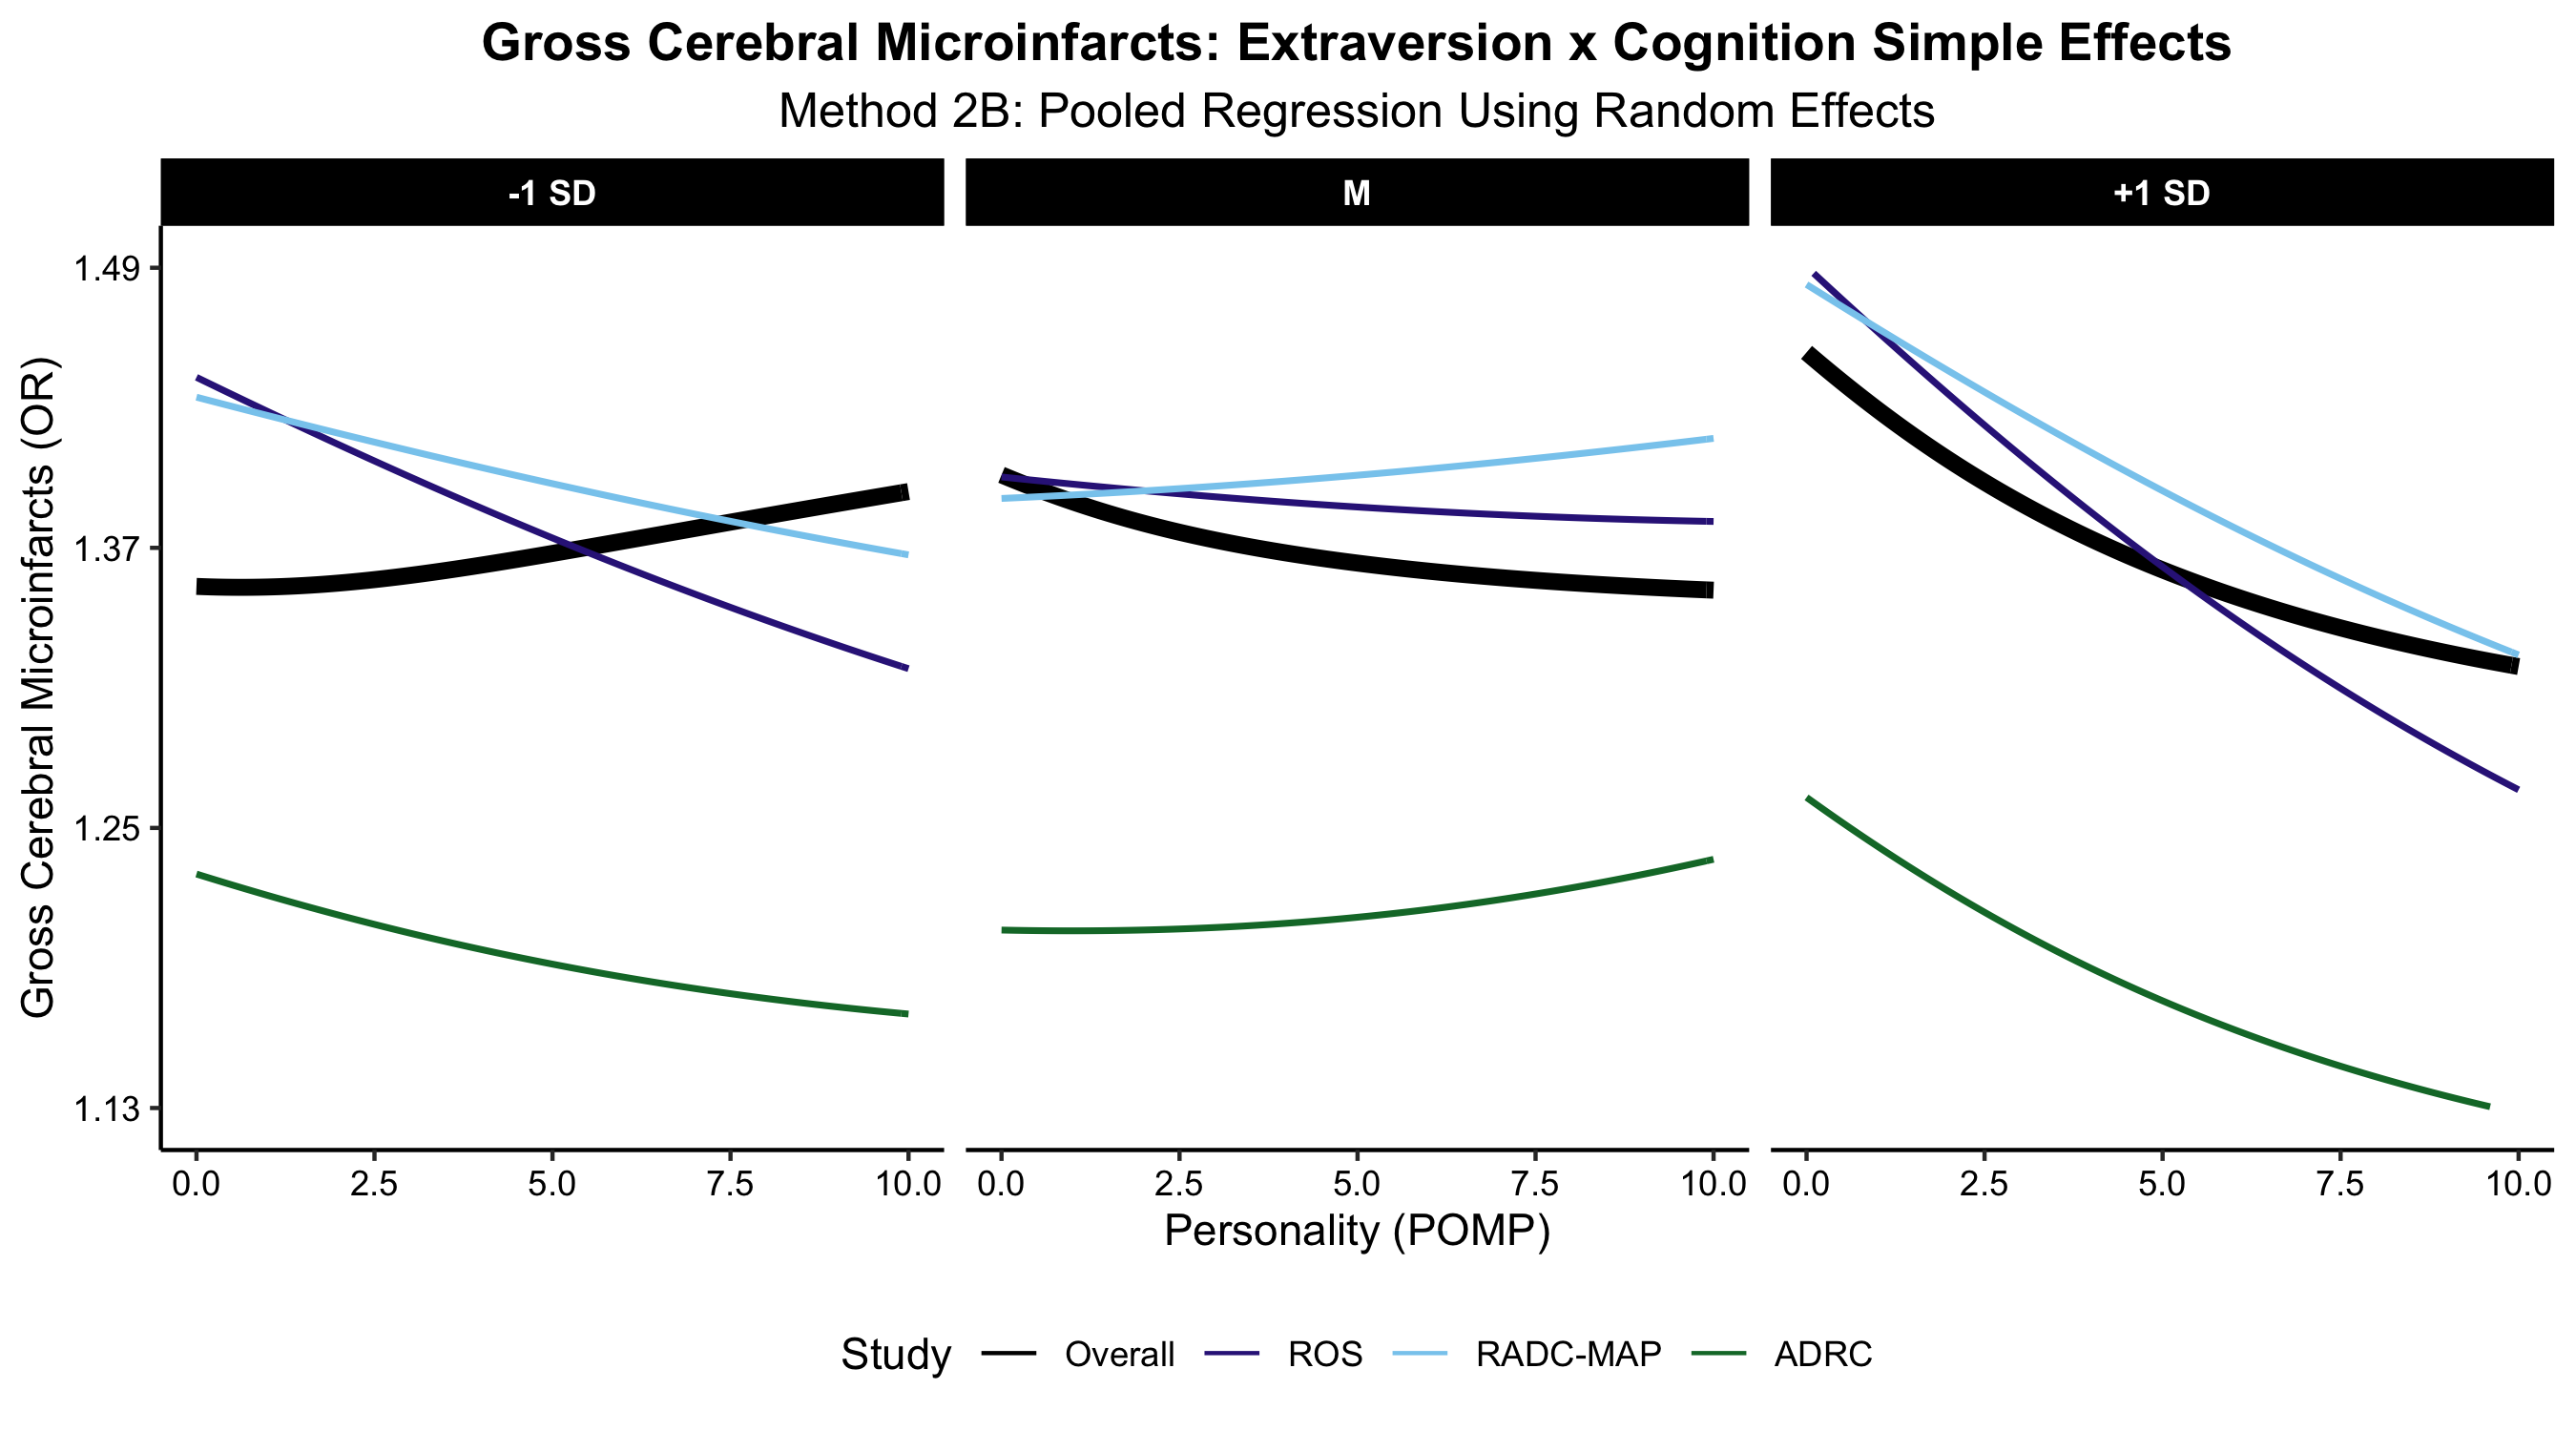 Gross Cerebral Microinfarcts: Extraversion x Cognition Simple Effects
Method 2B: Pooled Regression Using Random Effects
-1 SD M +1 SD
Gross Cerebral Microinfarcts (OR)
1.49
1.37
1.25
1.13
0.0 2.5 5.0 7.5 10.0 0.0 2.5 5.0 7.5 10.0 0.0 2.5 5.0 7.5 10.0
Personality (POMP)
Study Overall ROS RADC-MAP ADRC